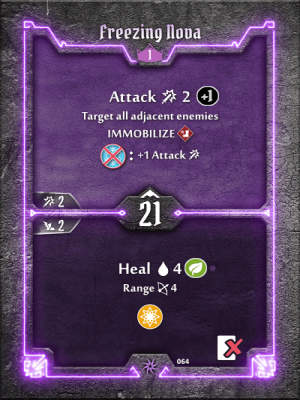 Freezing Nova
1
Attack 2 +1
Target all adjacent enemies
IMMOBILIZE
: +1 Attack
2
21
2
Heal 4
Range 4
064